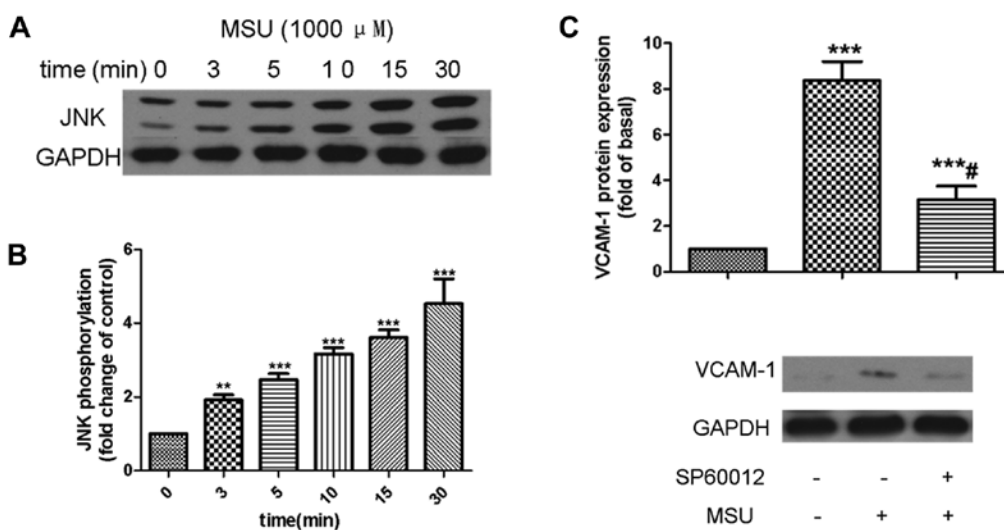 A
MSU (1000 μM)
time (min) 0 3 5 10 15 30
JNK
GAPDH
B
JNK phosphorylation
(fold change of control)
6
4
2
0
**
***
***
***
***
0 3 5 10 15 30
time(min)
C
VCAM-1 protein expression
(fold of basal)
10
8
6
4
2
0
***
***#
VCAM-1
GAPDH
SP60012 - - +
MSU - + +